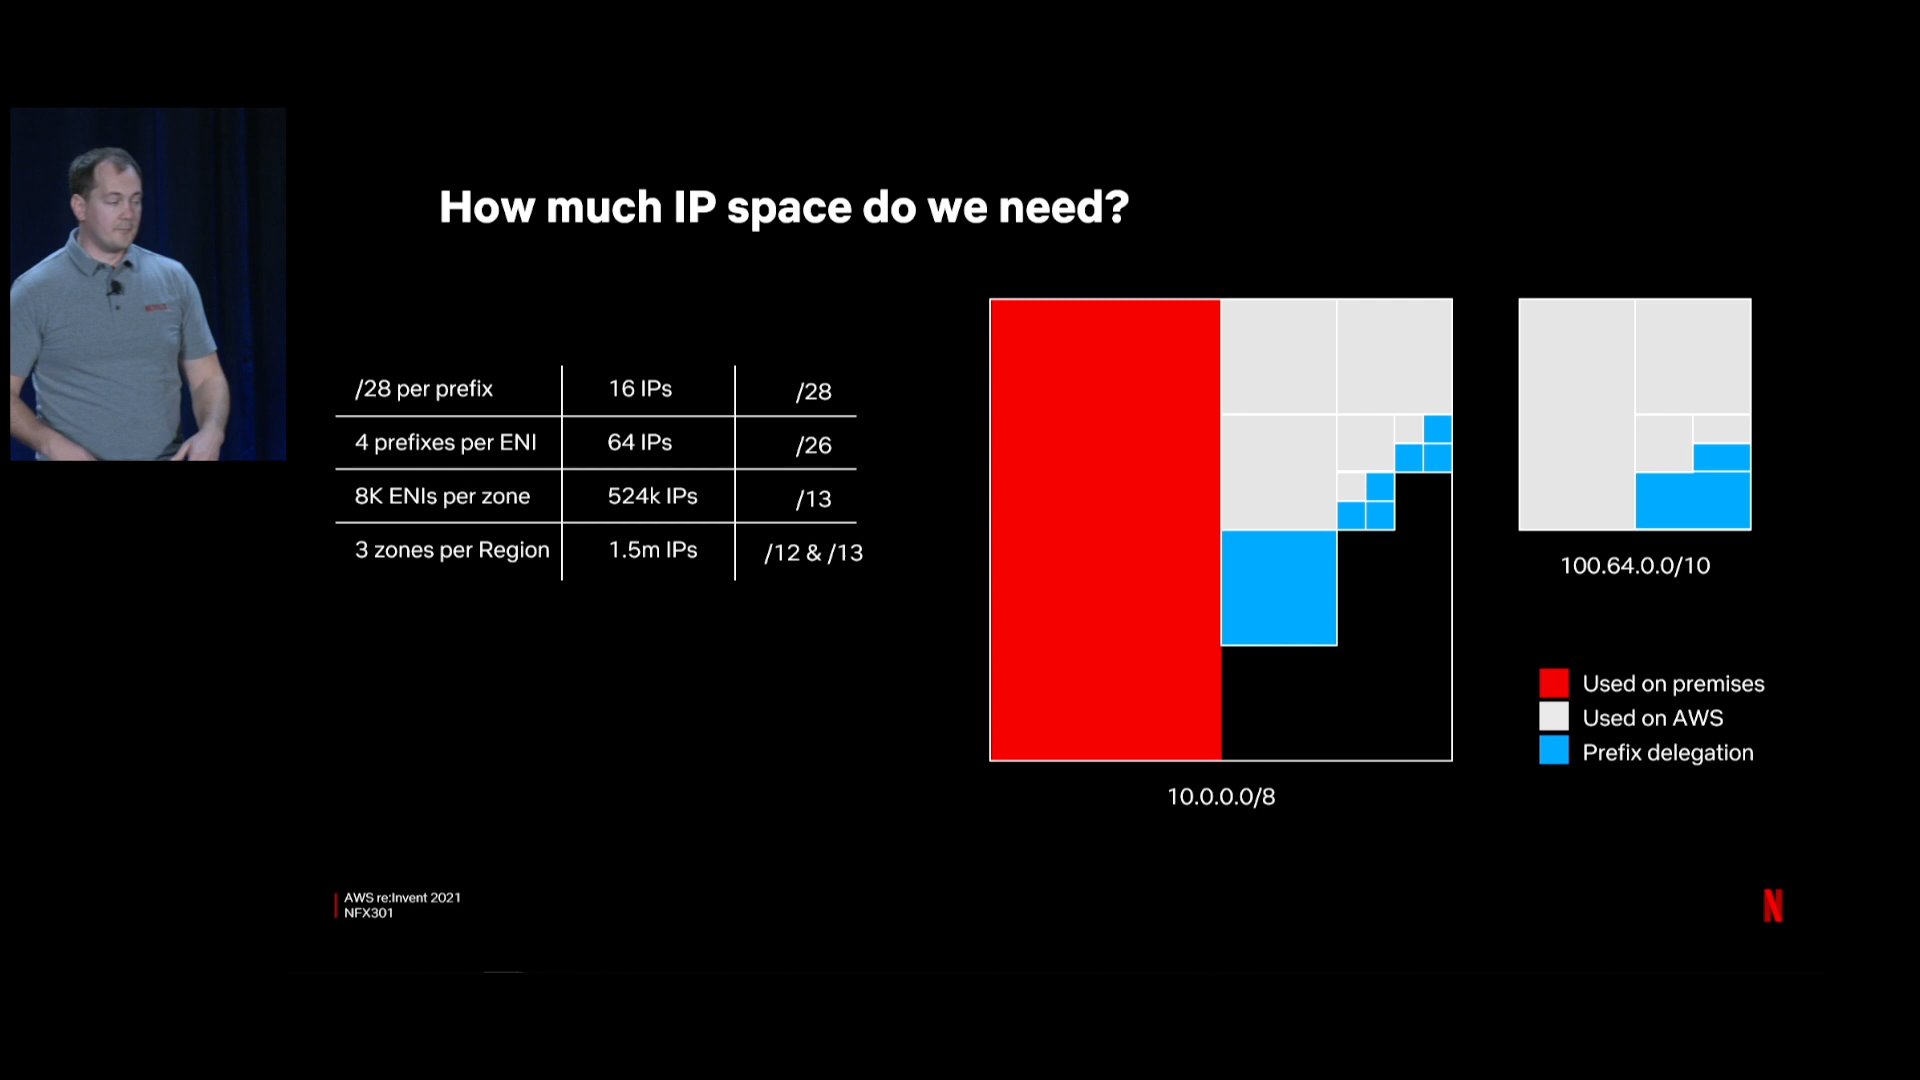 How much IP space do we need?
/28 per prefix 16 IPs /28
4 prefixes per ENI 64 IPs /26
8K ENIs per zone 524k IPs /13
3 zones per Region 1.5m IPs /12 & /13
10.0.0.0/8
100.64.0.0/10
Used on premises
Used on AWS
Prefix delegation
AWS re:Invent 2021
NFX301
N